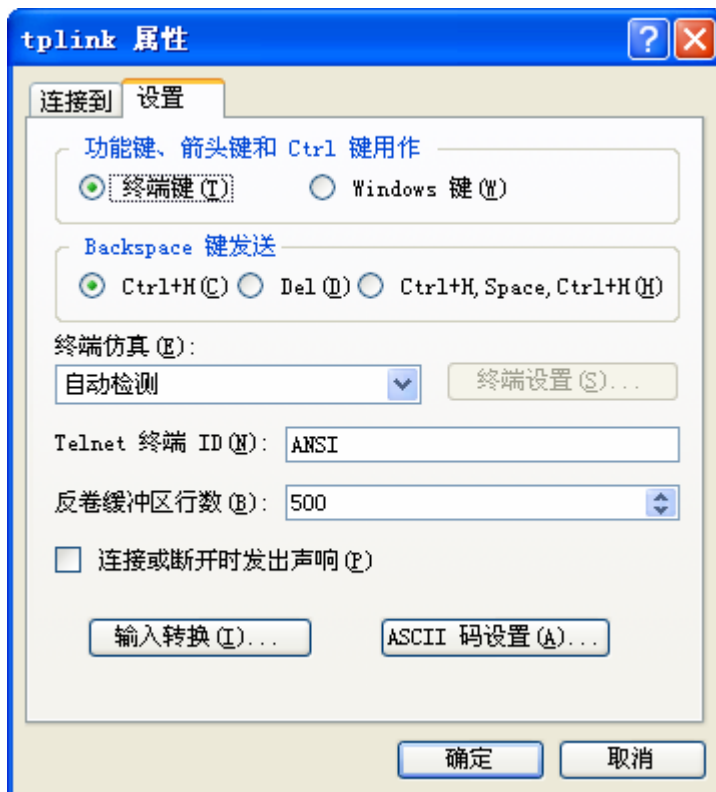 tplink 属性
连接到 设置
功能键、箭头键和 Ctrl 键用作
终端键(T) Windows 键(W)
Backspace 键发送
Ctrl+H(C) Del(D) Ctrl+H, Space, Ctrl+H(H)
终端仿真(E):
自动检测 终端设置(S)...
Telnet 终端 ID(N): ANSI
反卷缓冲区行数(B): 500
连接或断开时发出声响(P)
输入转换(I)... ASCII 码设置(A)...
确定 取消